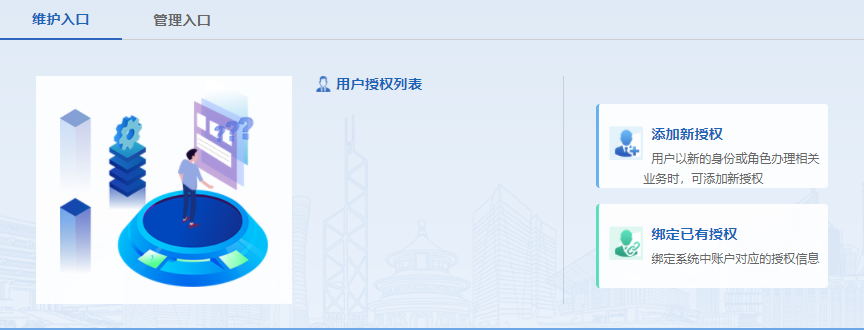 维护入口
管理入口
用户授权列表
添加新授权
用户以新的身份或角色办理相关
业务时，可添加新授权
绑定已有授权
绑定系统中账户对应的授权信息
???